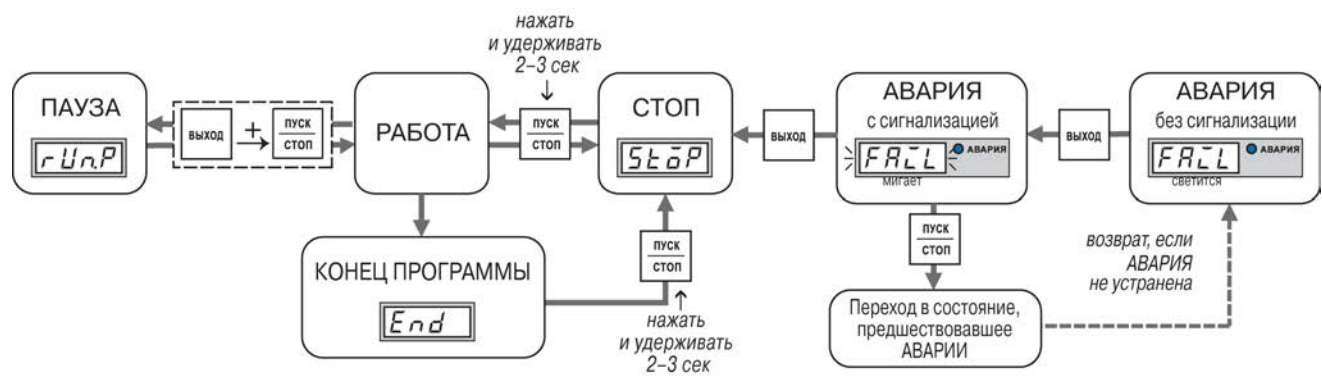 нажать
и удерживать
2–3 сек
ПАУЗА
rUn.P
выход
+
пуск
стоп
РАБОТА
пуск
стоп
СТОП
StoP
выход
АВАРИЯ
с сигнализацией
FAiL
АВАРИЯ
мигает
выход
АВАРИЯ
без сигнализации
FAiL
АВАРИЯ
светится
КОНЕЦ ПРОГРАММЫ
End
пуск
стоп
нажать
и удерживать
2–3 сек
пуск
стоп
Переход в состояние,
предшествовавшее
АВАРИИ
возврат, если
АВАРИЯ
не устранена